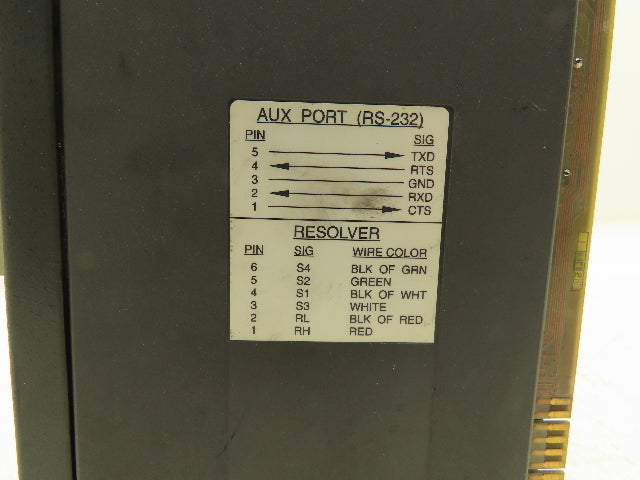 AUX PORT (RS-232)
PIN SIG
5 TXD
4 RTS
3 GND
2 RXD
1 CTS
RESOLVER
PIN SIG WIRE COLOR
6 S4 BLK OF GRN
5 S2 GREEN
4 S1 BLK OF WHT
3 S3 WHITE
2 RL BLK OF RED
1 RH RED